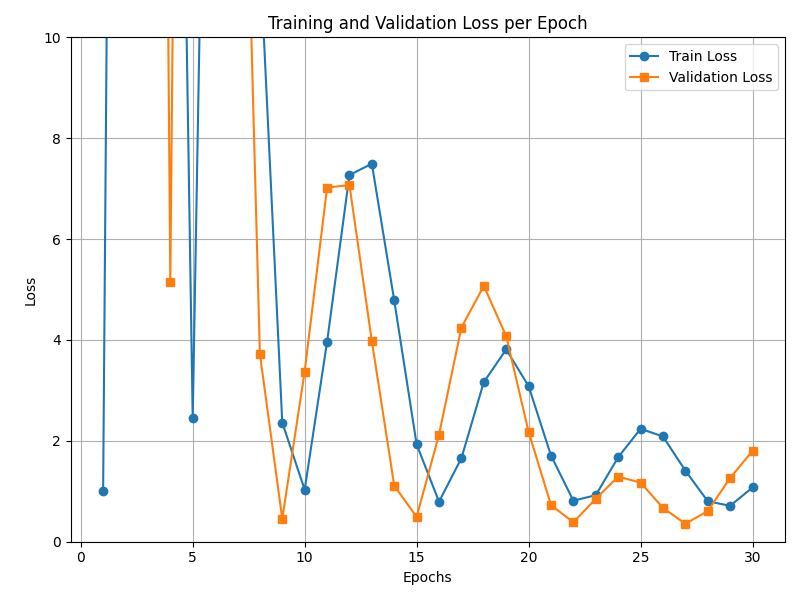 Training and Validation Loss per Epoch
Train Loss
Validation Loss
Loss
10
8
6
4
2
0
0 5 10 15 20 25 30
Epochs